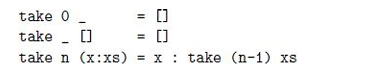 take 0 _      = []
take _ []     = []
take n (x:xs) = x : take (n-1) xs